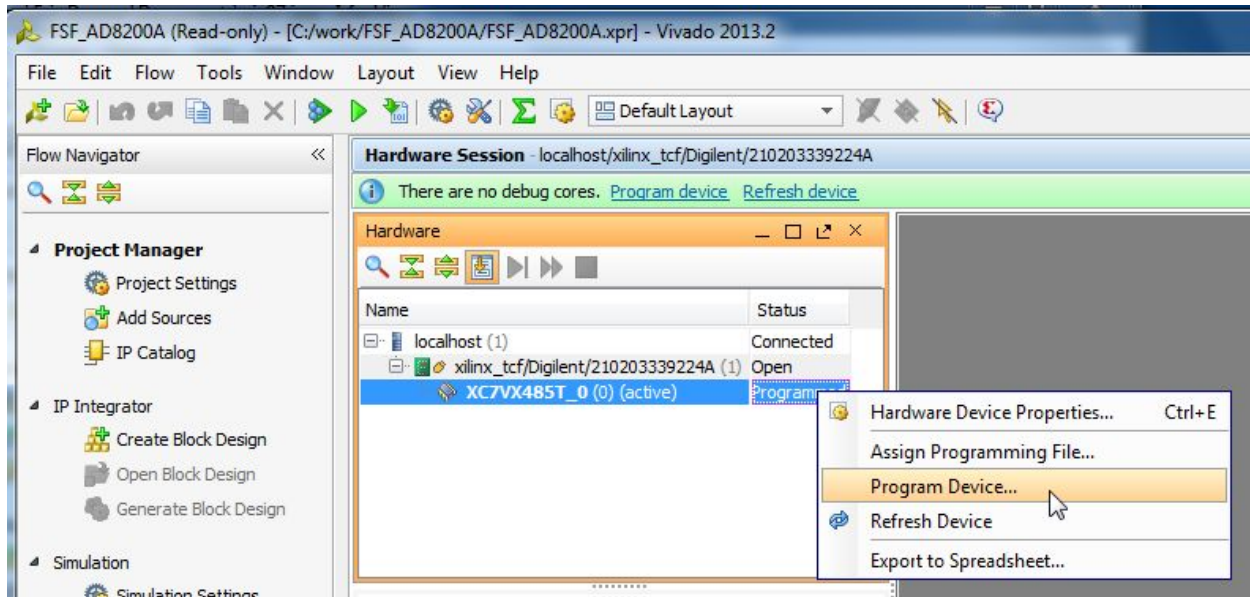 FSF_AD8200A (Read-only) - [C:/work/FSF_AD8200A/FSF_AD8200A.xpr] - Vivado 2013.2
File Edit Flow Tools Window Layout View Help
Default Layout
Flow Navigator
Hardware Session - localhost/xilinx_tcf/Digilent/210203339224A
There are no debug cores. Program device Refresh device
Hardware
Project Manager
Project Settings
Add Sources
IP Catalog
IP Integrator
Create Block Design
Open Block Design
Generate Block Design
Simulation
Simulation Settings
Name Status
localhost (1) Connected
xilinx_tcf/Digilent/210203339224A (1) Open
XC7VX485T_0 (0) (active) Programmed
Hardware Device Properties... Ctrl+E
Assign Programming File...
Program Device...
Refresh Device
Export to Spreadsheet...